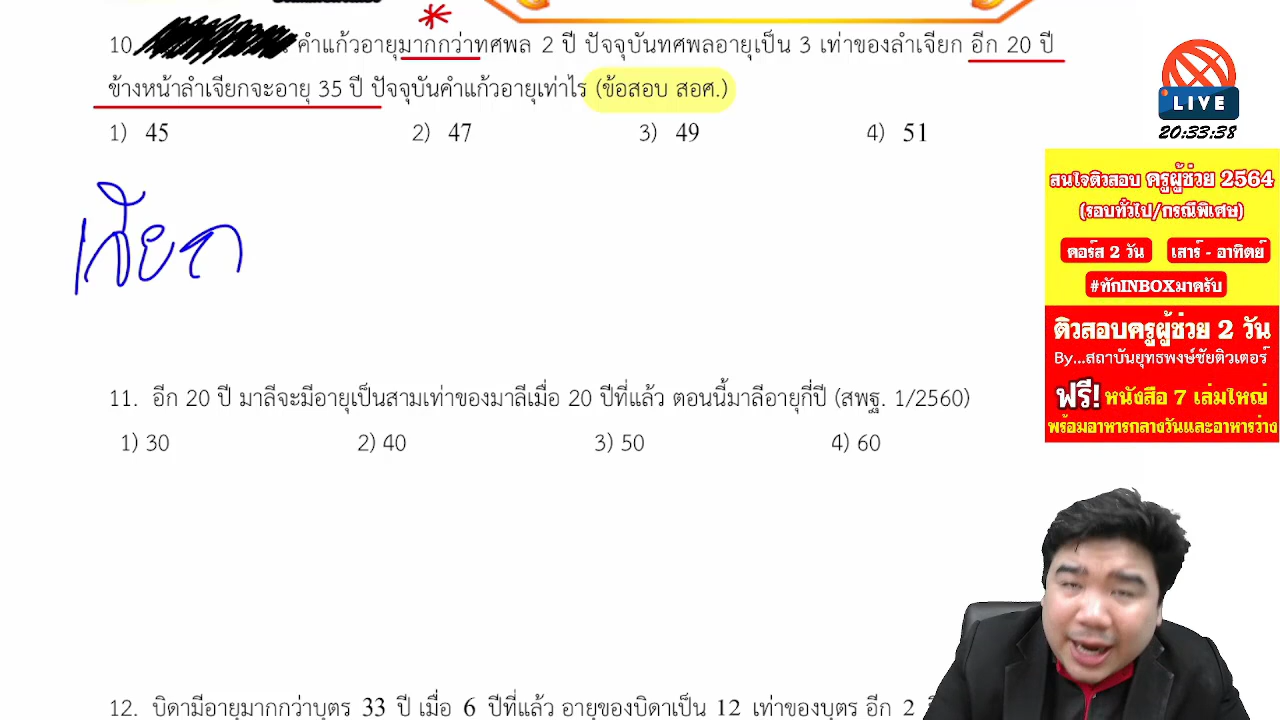 10. คำแก้วอายุมากกว่าทศพล 2 ปี ปัจจุบันทศพลอายุเป็น 3 เท่าของลำเจียก อีก 20 ปี
ข้างหน้าลำเจียกจะอายุ 35 ปี ปัจจุบันคำแก้วอายุเท่าไร (ข้อสอบ สอศ.)
1) 45 2) 47 3) 49 4) 51
เจียก
11. อีก 20 ปี มาลีจะมีอายุเป็นสามเท่าของมาลีเมื่อ 20 ปีที่แล้ว ตอนนี้มาลีอายุกี่ปี (สพฐ. 1/2560)
1) 30 2) 40 3) 50 4) 60
12. บิดามีอายุมากกว่าบุตร 33 ปี เมื่อ 6 ปีที่แล้ว อายุของบิดาเป็น 12 เท่าของบุตร อีก 2
LIVE
20:33:38
สนใจติวสอบ ครูผู้ช่วย 2564
(รอบทั่วไป/กรณีพิเศษ)
คอร์ส 2 วัน เสาร์ - อาทิตย์
#ทักINBOXมาครับ
ติวสอบครูผู้ช่วย 2 วัน
By...สถาบันยุทธพงษ์ชัยติวเตอร์
ฟรี! หนังสือ 7 เล่มใหญ่
พร้อมอาหารกลางวันและอาหารว่าง